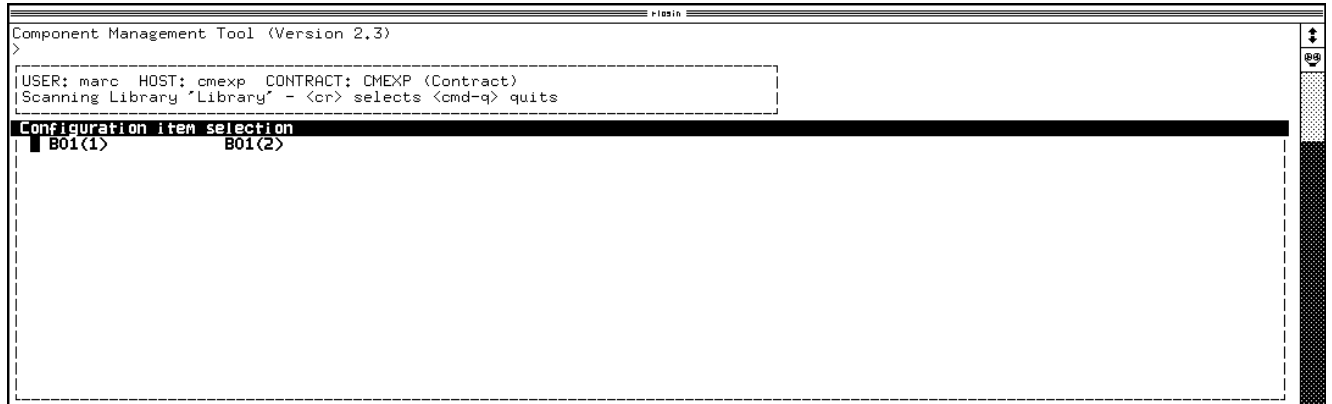 rlogin
Component Management Tool (Version 2.3)
>
USER: marc HOST: cmexp CONTRACT: CMEXP (Contract)
Scanning Library 'Library' - <cr> selects <cmd-q> quits
Configuration item selection
B01(1) B01(2)